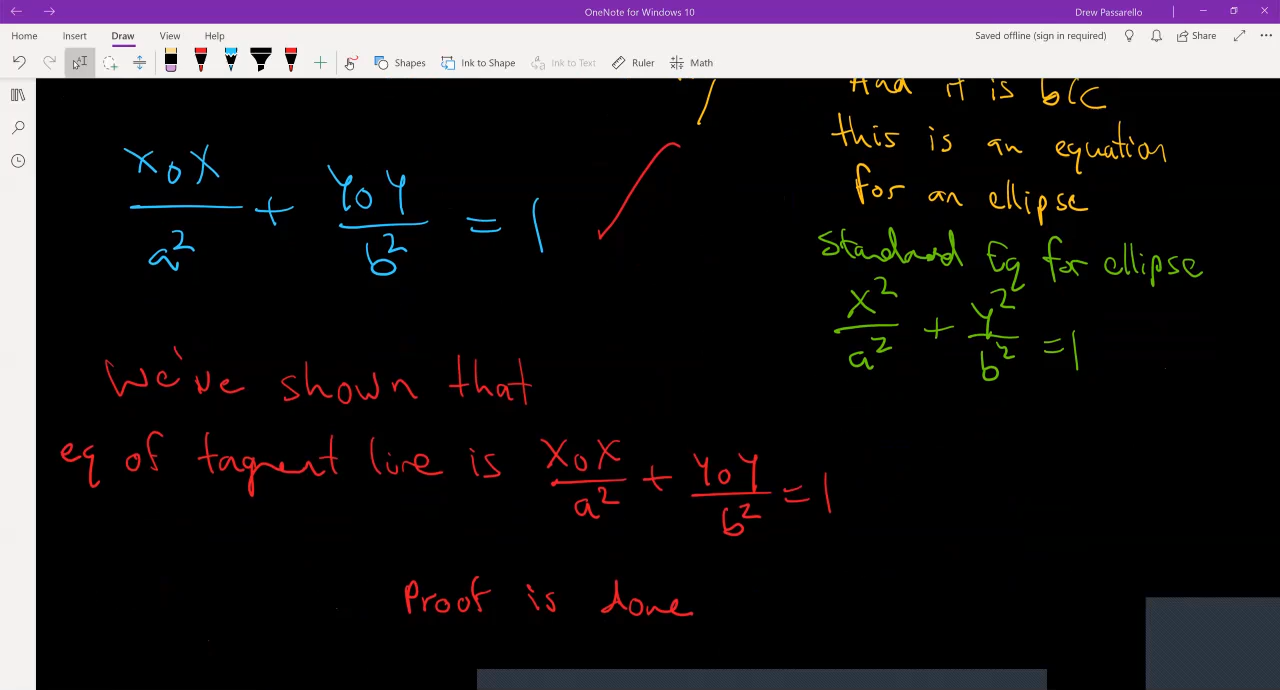 OneNote for Windows 10
Drew Passarello
Home Insert Draw View Help
Saved offline (sign in required)
Share
Shapes
Ink to Shape
Ink to Text
Ruler
Math
And it is b/c
this is an equation
for an ellipse
Standard Eq for ellipse
x²/a² + y²/b² = 1
x₀x/a² + y₀y/b² = 1
We've shown that
eq of tagnent line is x₀x/a² + y₀y/b² = 1
Proof is done